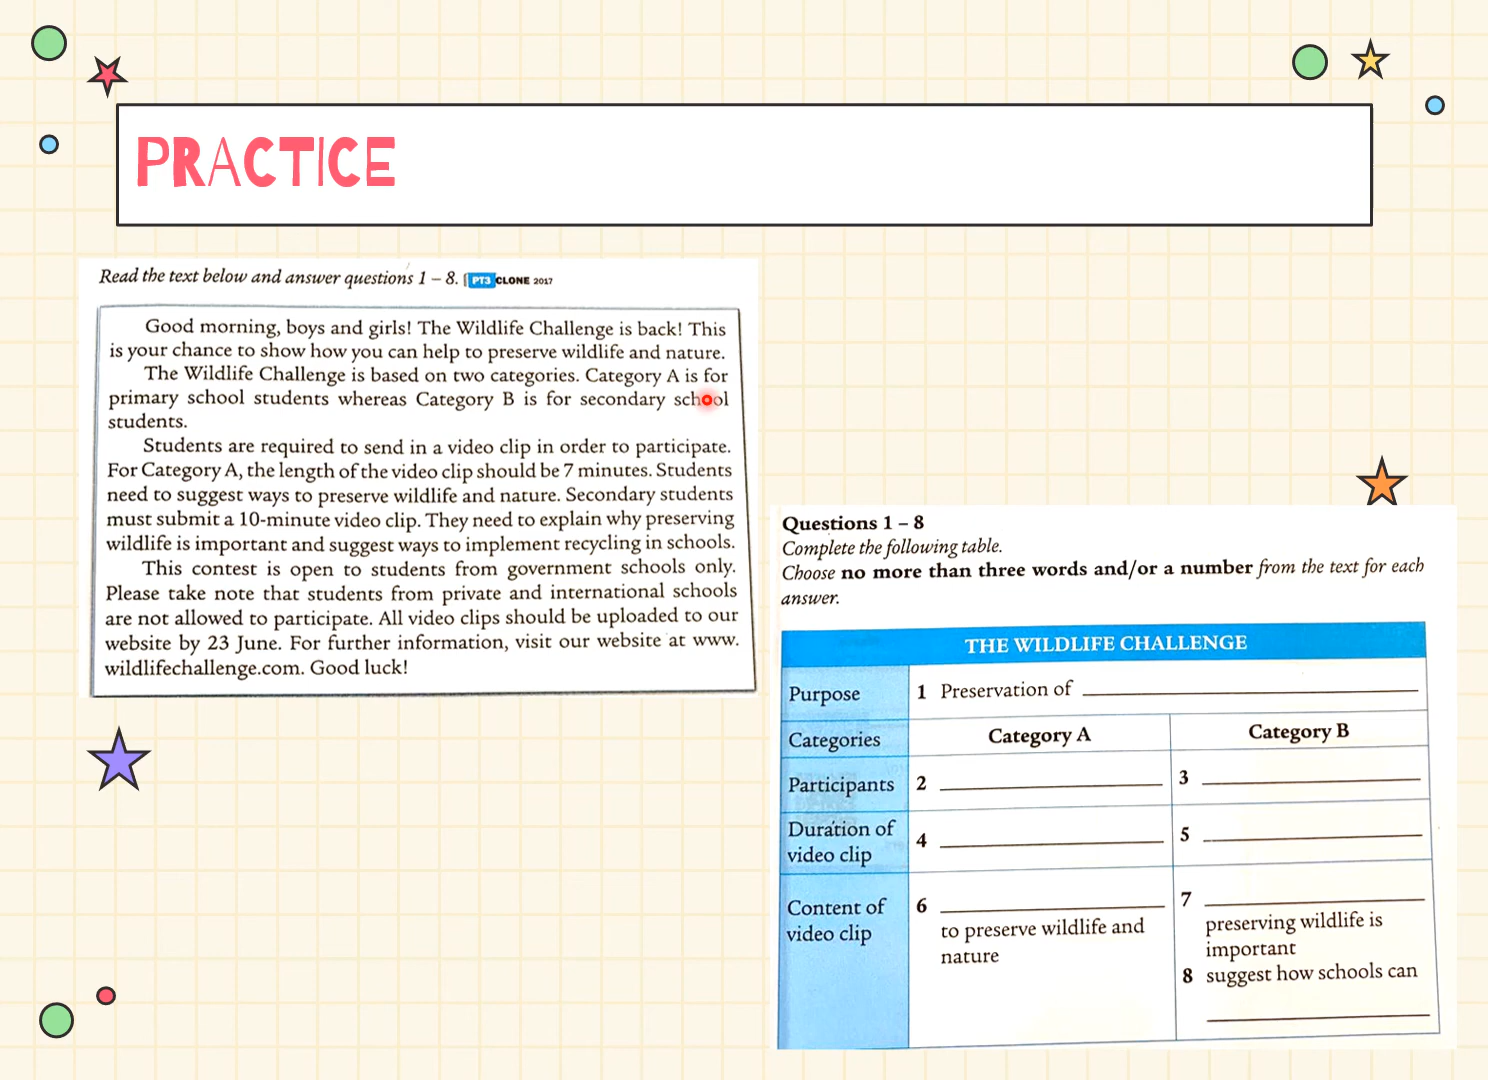 PRACTICE
Read the text below and answer questions 1 – 8. PT3 CLONE 2017
Good morning, boys and girls! The Wildlife Challenge is back! This
is your chance to show how you can help to preserve wildlife and nature.
The Wildlife Challenge is based on two categories. Category A is for
primary school students whereas Category B is for secondary school
students.
Students are required to send in a video clip in order to participate.
For Category A, the length of the video clip should be 7 minutes. Students
need to suggest ways to preserve wildlife and nature. Secondary students
must submit a 10-minute video clip. They need to explain why preserving
wildlife is important and suggest ways to implement recycling in schools.
This contest is open to students from government schools only.
Please take note that students from private and international schools
are not allowed to participate. All video clips should be uploaded to our
website by 23 June. For further information, visit our website at www.
wildlifechallenge.com. Good luck!
Questions 1 – 8
Complete the following table.
Choose no more than three words and/or a number from the text for each
answer.
THE WILDLIFE CHALLENGE
Purpose 1 Preservation of
Categories Category A Category B
Participants 2 3
Duration of
video clip 4 5
Content of
video clip 6
to preserve wildlife and
nature
7
preserving wildlife is
important
8 suggest how schools can